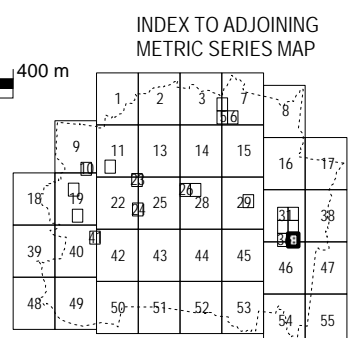 INDEX TO ADJOINING
METRIC SERIES MAP
400 m
1 2 3 7
5 6 8
9 11 13 14 15
10 16 17
18 19 22 23 25 26 28 29 31 38
24
39 40 41 42 43 44 45 46 47
48 49 50 51 52 53 54 55